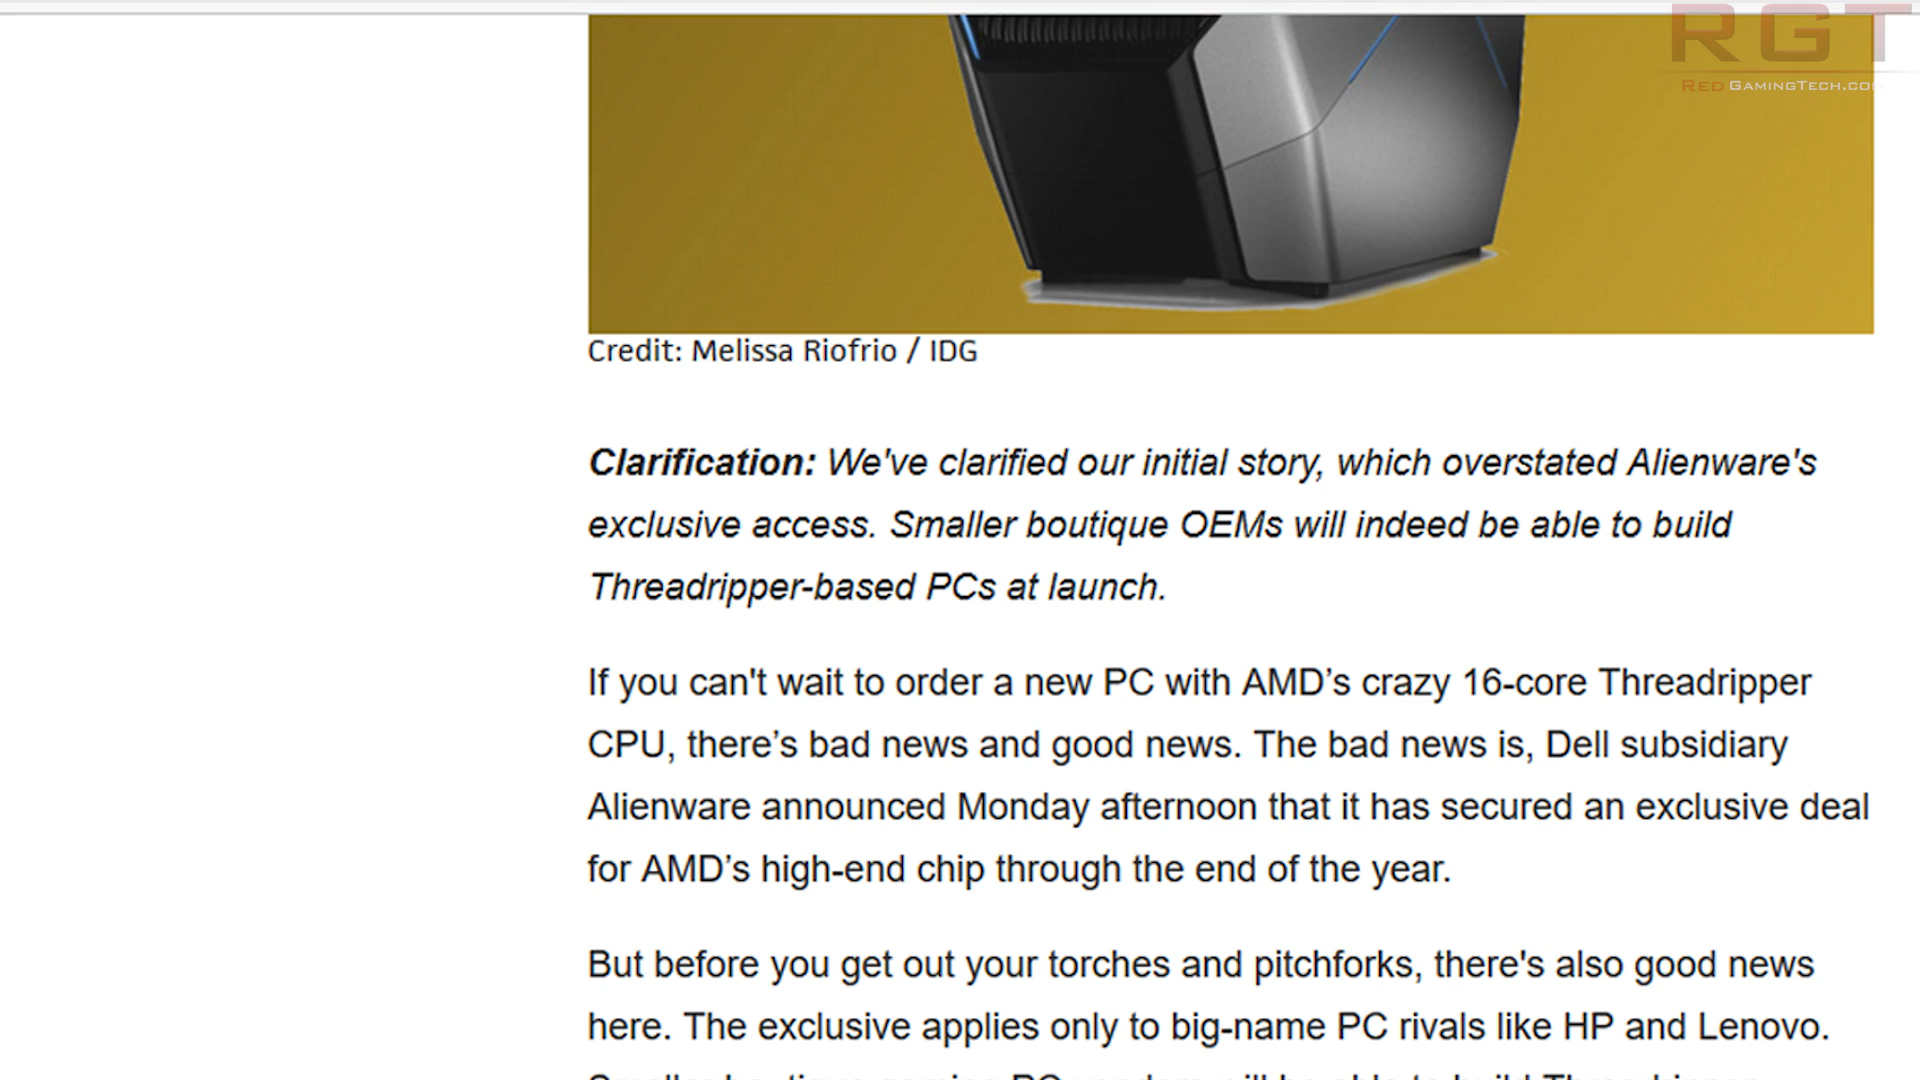 RGT
RED GAMINGTECH.COM
Credit: Melissa Riofrio / IDG
Clarification: We've clarified our initial story, which overstated Alienware's
exclusive access. Smaller boutique OEMs will indeed be able to build
Threadripper-based PCs at launch.
If you can't wait to order a new PC with AMD’s crazy 16-core Threadripper
CPU, there’s bad news and good news. The bad news is, Dell subsidiary
Alienware announced Monday afternoon that it has secured an exclusive deal
for AMD’s high-end chip through the end of the year.
But before you get out your torches and pitchforks, there's also good news
here. The exclusive applies only to big-name PC rivals like HP and Lenovo.